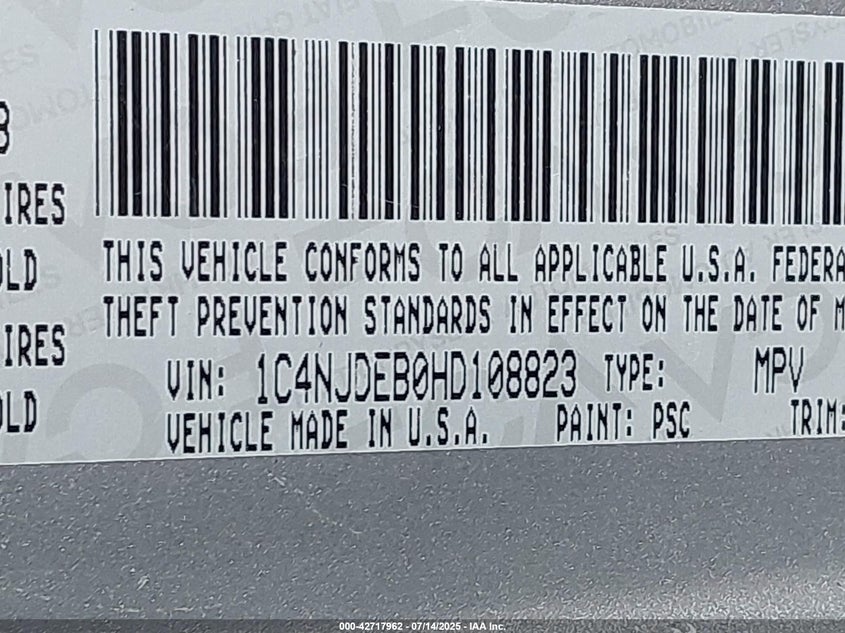 8
IRES
OLD
IRES
OLD
THIS VEHICLE CONFORMS TO ALL APPLICABLE U.S.A. FEDERA
THEFT PREVENTION STANDARDS IN EFFECT ON THE DATE OF M
VIN: 1C4NJDEB0HD108823 TYPE: MPV
VEHICLE MADE IN U.S.A. PAINT: PSC TRIM:
000-42717962 - 07/14/2025 - IAA Inc.